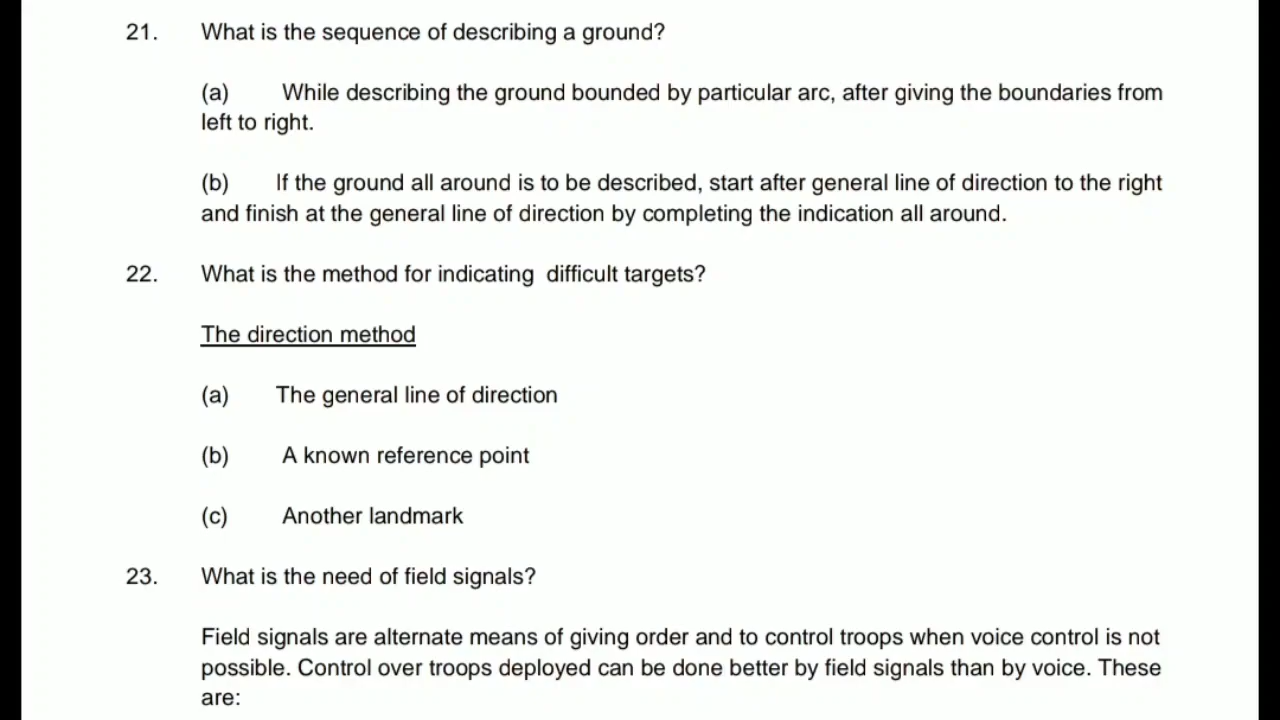 21. What is the sequence of describing a ground?
(a) While describing the ground bounded by particular arc, after giving the boundaries from
left to right.
(b) If the ground all around is to be described, start after general line of direction to the right
and finish at the general line of direction by completing the indication all around.
22. What is the method for indicating difficult targets?
The direction method
(a) The general line of direction
(b) A known reference point
(c) Another landmark
23. What is the need of field signals?
Field signals are alternate means of giving order and to control troops when voice control is not
possible. Control over troops deployed can be done better by field signals than by voice. These
are: